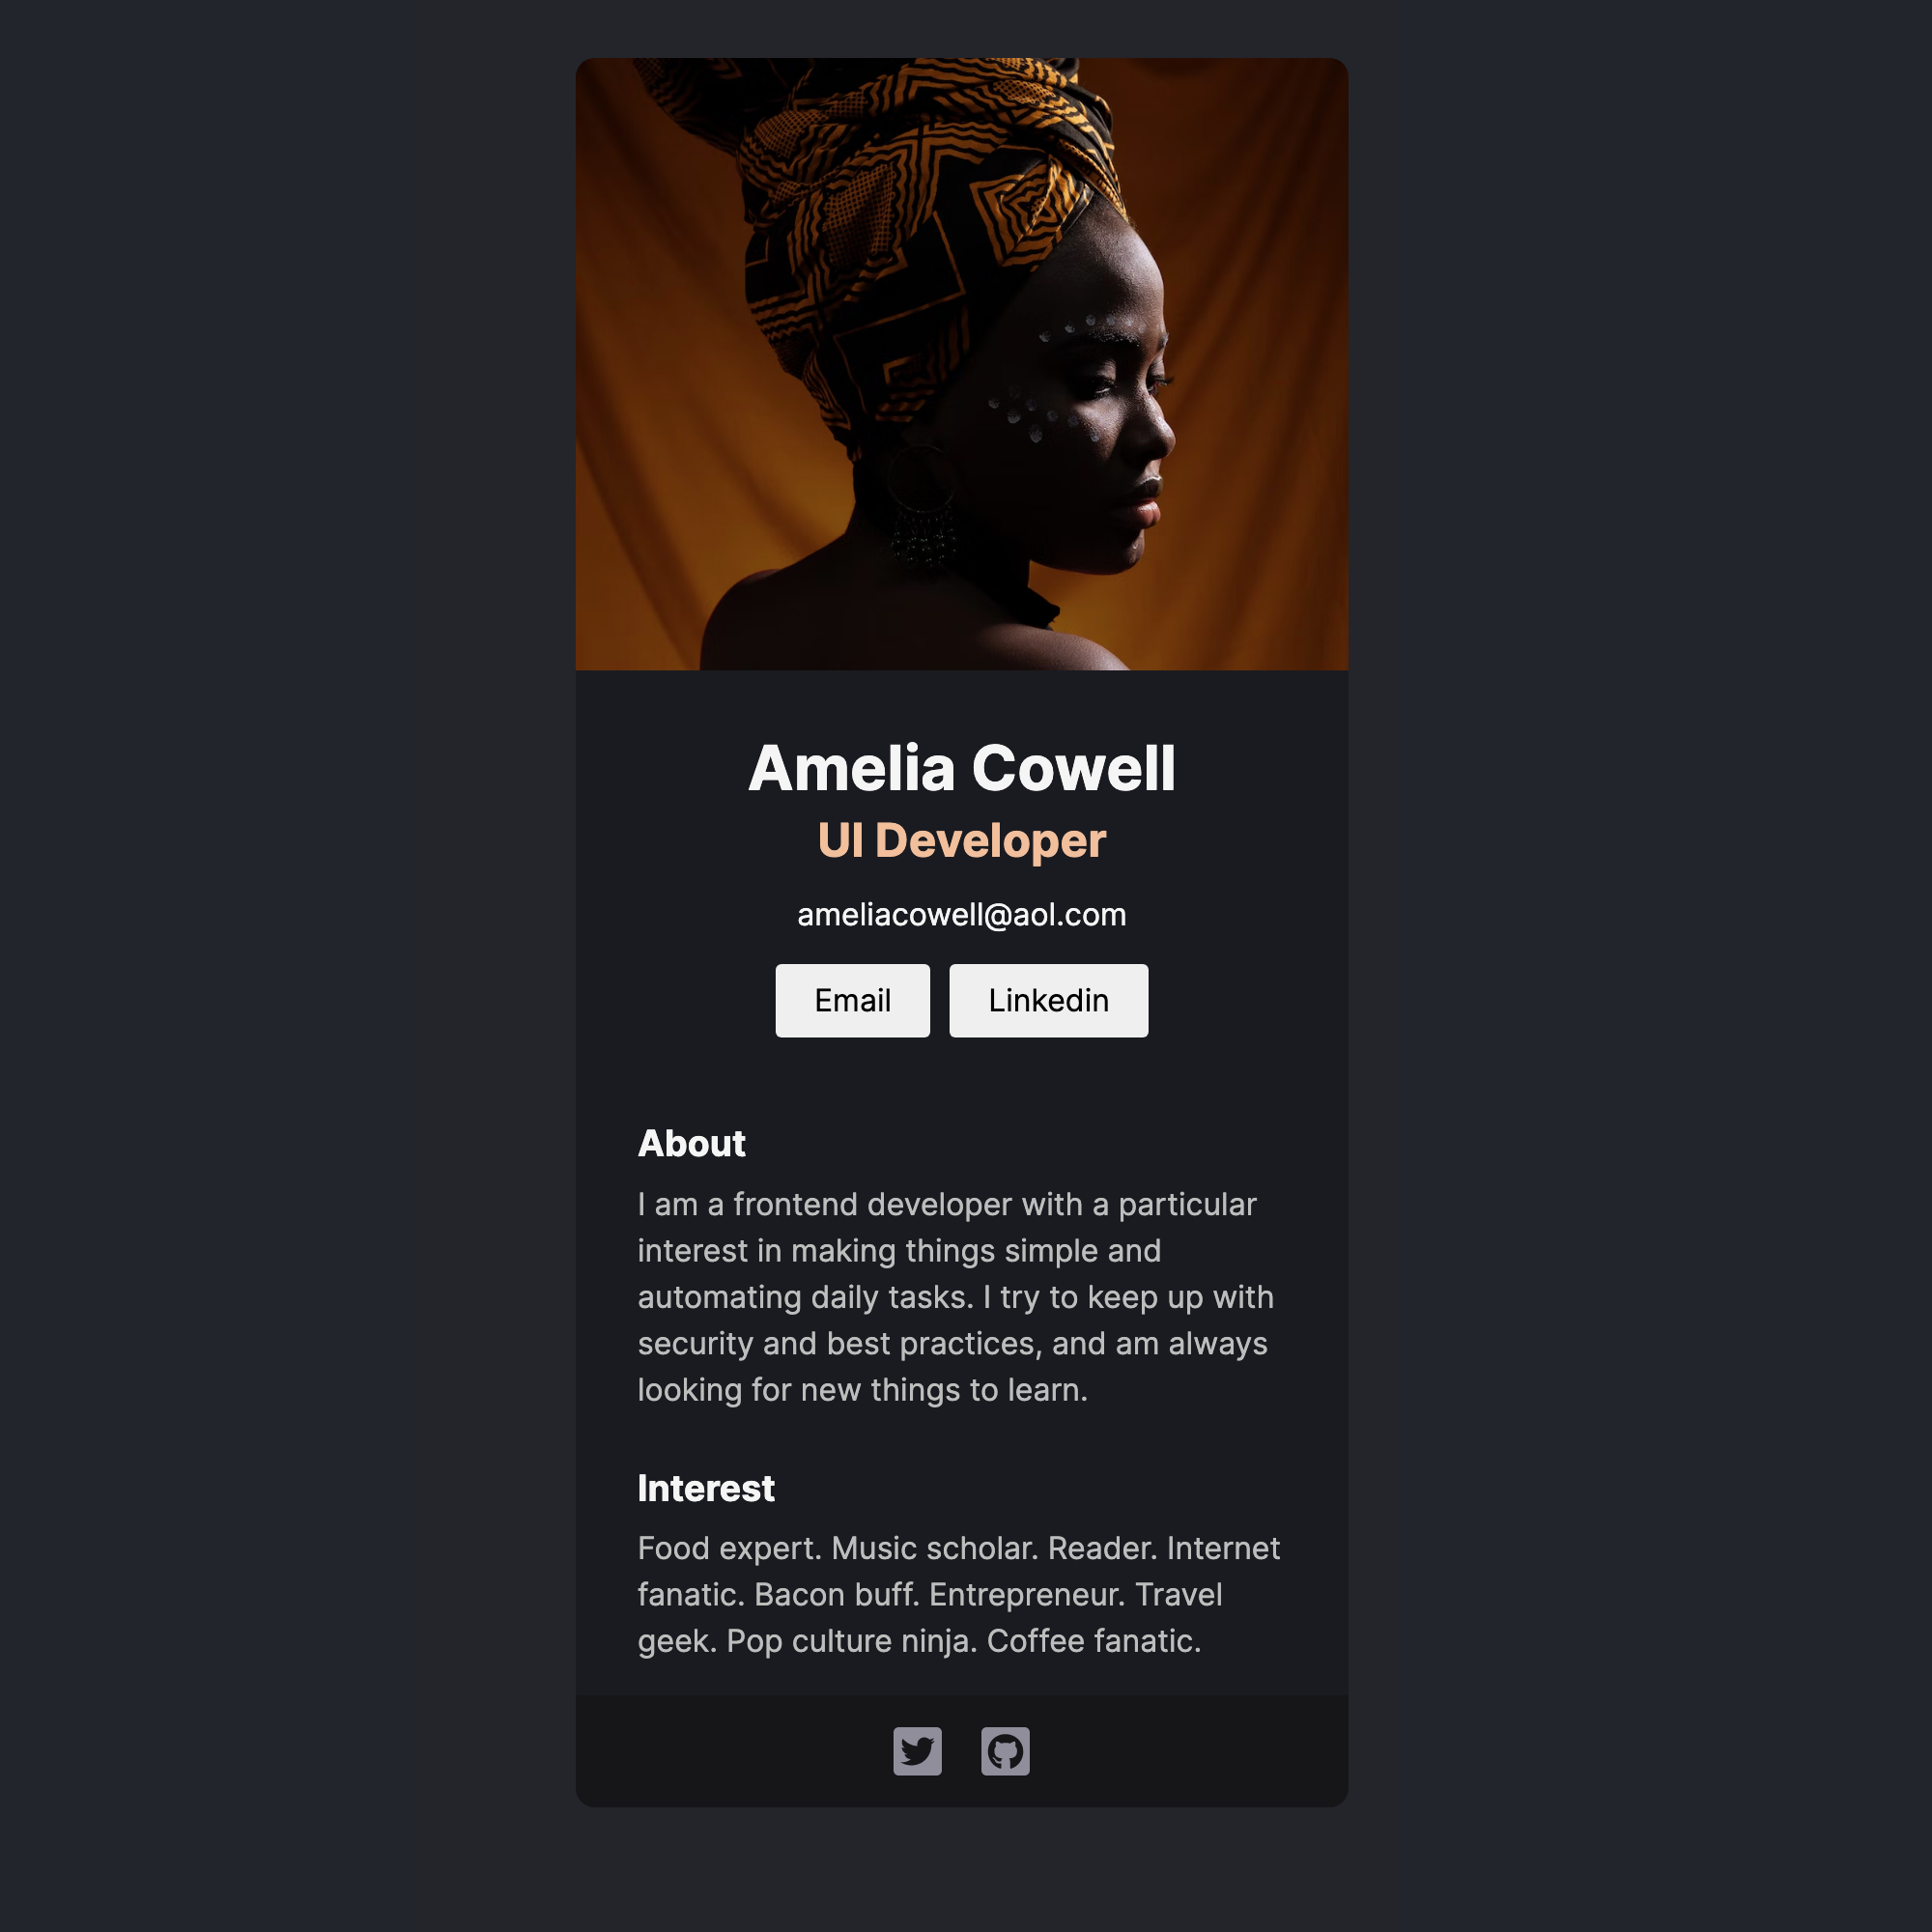 Amelia Cowell
UI Developer
ameliacowell@aol.com
Email
Linkedin
About
I am a frontend developer with a particular
interest in making things simple and
automating daily tasks. I try to keep up with
security and best practices, and am always
looking for new things to learn.
Interest
Food expert. Music scholar. Reader. Internet
fanatic. Bacon buff. Entrepreneur. Travel
geek. Pop culture ninja. Coffee fanatic.